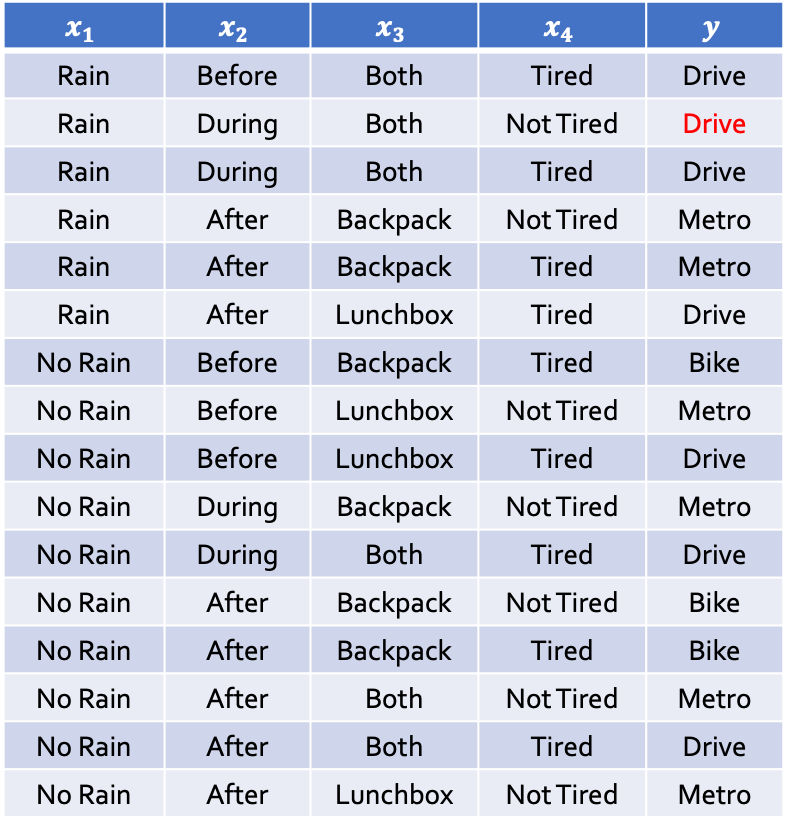 x₁ x₂ x₃ x₄ y
Rain Before Both Tired Drive
Rain During Both Not Tired Drive
Rain During Both Tired Drive
Rain After Backpack Not Tired Metro
Rain After Backpack Tired Metro
Rain After Lunchbox Tired Drive
No Rain Before Backpack Tired Bike
No Rain Before Lunchbox Not Tired Metro
No Rain Before Lunchbox Tired Drive
No Rain During Backpack Not Tired Metro
No Rain During Both Tired Drive
No Rain After Backpack Not Tired Bike
No Rain After Backpack Tired Bike
No Rain After Both Not Tired Metro
No Rain After Both Tired Drive
No Rain After Lunchbox Not Tired Metro